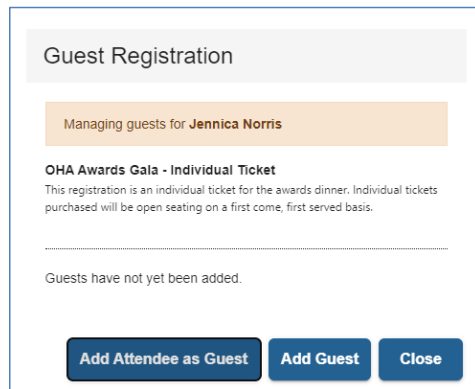 Guest Registration
Managing guests for Jennica Norris
OHA Awards Gala - Individual Ticket
This registration is an individual ticket for the awards dinner. Individual tickets
purchased will be open seating on a first come, first served basis.
Guests have not yet been added.
Add Attendee as Guest Add Guest Close